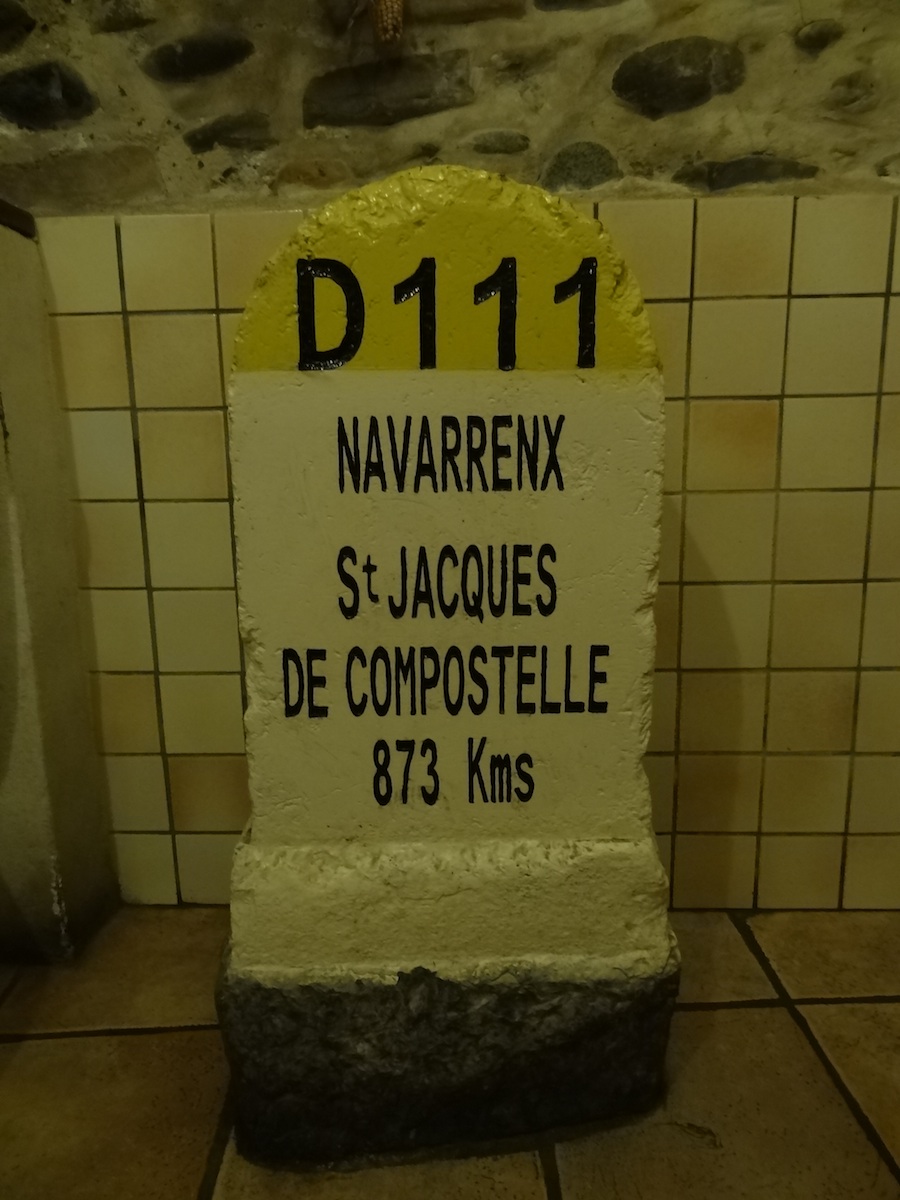 D111
NAVARRENX
St JACQUES
DE COMPOSTELLE
873 Kms